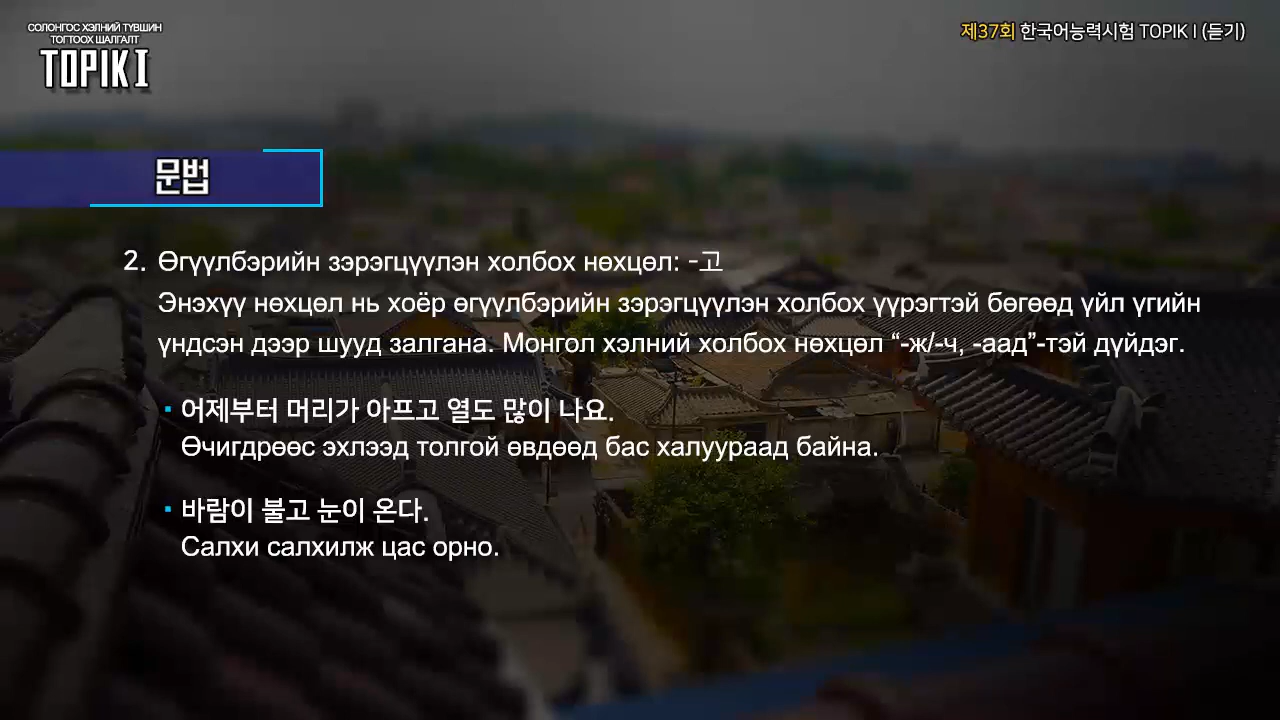 СОЛОНГОС ХЭЛНИЙ ТҮВШИН
ТОГТООХ ШАЛГАЛТ
TOPIK I
제37회 한국어능력시험 TOPIK I (듣기)
문법
2. Өгүүлбэрийн зэрэгцүүлэн холбох нөхцөл: -고
Энэхүү нөхцөл нь хоёр өгүүлбэрийн зэрэгцүүлэн холбох үүрэгтэй бөгөөд үйл үгийн
үндсэн дээр шууд залгана. Монгол хэлний холбох нөхцөл “-ж/-ч, -аад”-тэй дүйдэг.
▪ 어제부터 머리가 아프고 열도 많이 나요.
Өчигдрөөс эхлээд толгой өвдөөд бас халуураад байна.
▪ 바람이 불고 눈이 온다.
Салхи салхилж цас орно.